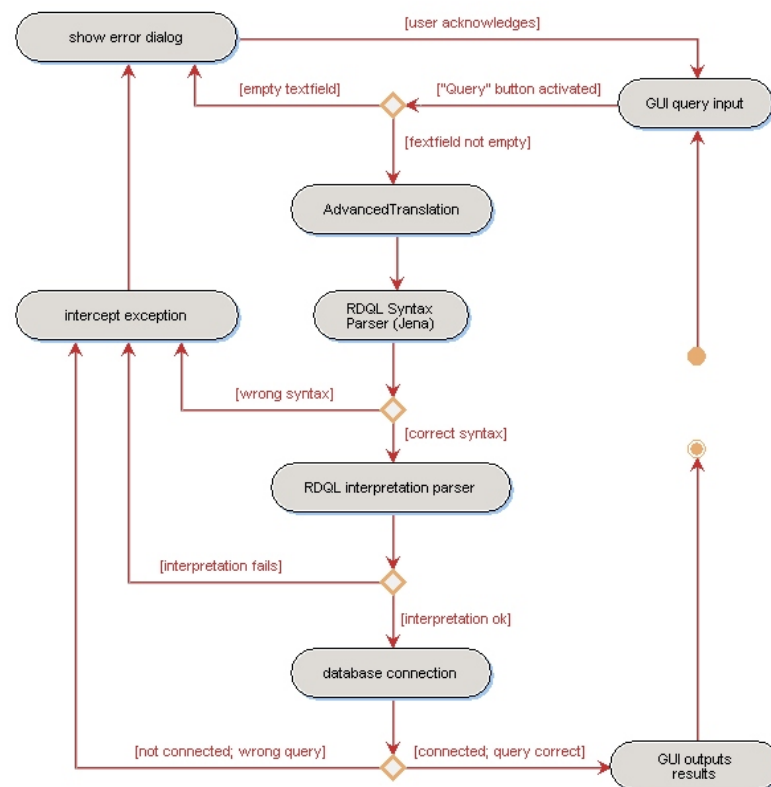 [user acknowledges]
show error dialog
[empty textfield]
["Query" button activated]
GUI query input
[fextfield not empty]
AdvancedTranslation
intercept exception
RDQL Syntax
Parser (Jena)
[wrong syntax]
[correct syntax]
RDQL interpretation parser
[interpretation fails]
[interpretation ok]
database connection
[not connected; wrong query]
[connected; query correct]
GUI outputs
results